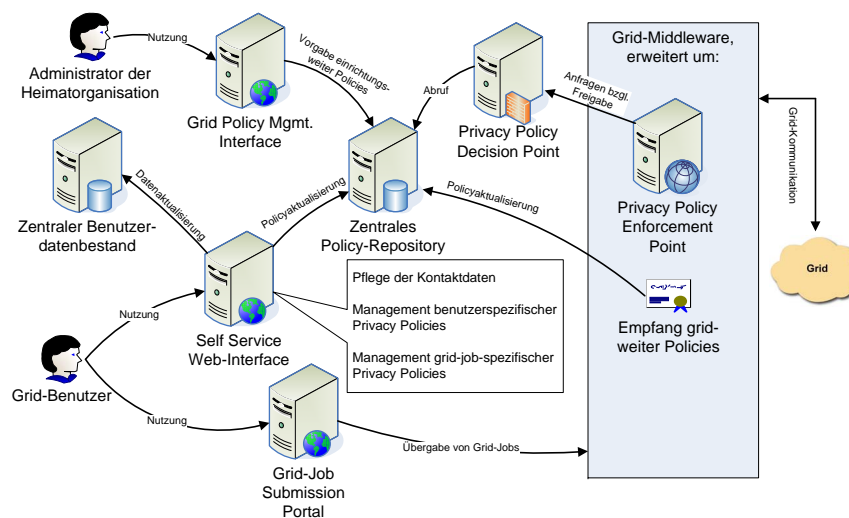 Nutzung
Administrator der
Heimatorganisation
Grid Policy Mgmt.
Interface
Vorgabe einrichtungs-
weiter Policies
Abruf
Privacy Policy
Decision Point
Anfragen bzgl.
Freigabe
Grid-Middleware,
erweitert um:
Privacy Policy
Enforcement
Point
Grid-Kommunikation
Grid
Zentraler Benutzer-
datenbestand
Datenaktualisierung
Policyaktualisierung
Zentrales
Policy-Repository
Policyaktualisierung
Empfang grid-
weiter Policies
Self Service
Web-Interface
Pflege der Kontaktdaten
Management benutzerspezifischer
Privacy Policies
Management grid-job-spezifischer
Privacy Policies
Nutzung
Grid-Benutzer
Nutzung
Grid-Job
Submission
Portal
Übergabe von Grid-Jobs